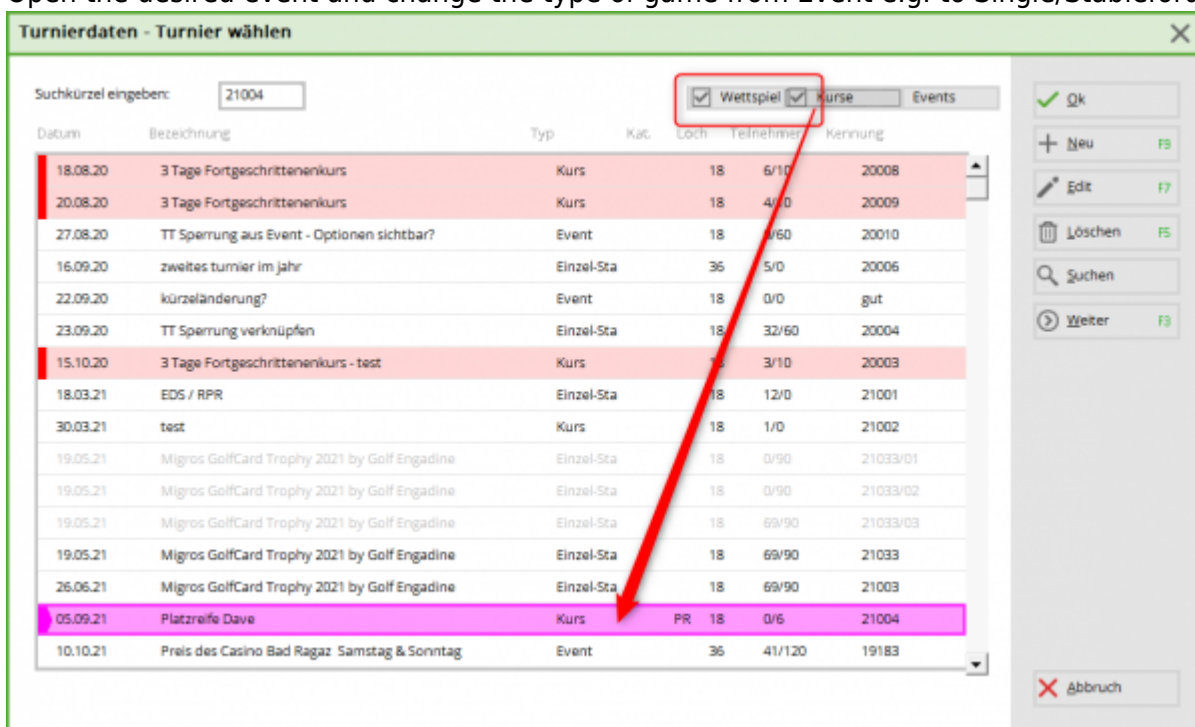 Open the desired event and change the type of game from Event e.g. to Single/Stableford
Turnierdaten - Turnier wählen
Suchkürzel eingeben: 21004 Wettspiel Kurse Events
Datum Bezeichnung Typ Kat. Loch Teilnehmer Kennung
18.08.20 3 Tage Fortgeschrittenenkurs Kurs 18 6/10 20008
20.08.20 3 Tage Fortgeschrittenenkurs Kurs 18 20009
27.08.20 TT Sperrung aus Event - Optionen sichtbar? Event 18 /60 20010
16.09.20 zweites turnier im jahr Einzel-Sta 36 5/0 20006
22.09.20 kürzeländerung? Event 18 0/0 gut
23.09.20 TT Sperrung verknüpfen Einzel-Sta 18 32/60 20004
15.10.20 3 Tage Fortgeschrittenenkurs - test Kurs 3/10 20003
18.03.21 EDS / RPR Einzel-Sta 18 12/0 21001
30.03.21 test Kurs 18 1/0 21002
19.05.21 Migros GolfCard Trophy 2021 by Golf Engadine Einzel-Sta 18 0/90 21033/01
19.05.21 Migros GolfCard Trophy 2021 by Golf Engadine Einzel-Sta 18 0/90 21033/02
19.05.21 Migros GolfCard Trophy 2021 by Golf Engadine Einzel-Sta 18 69/90 21033/03
19.05.21 Migros GolfCard Trophy 2021 by Golf Engadine Einzel-Sta 18 69/90 21033
26.06.21 Migros GolfCard Trophy 2021 by Golf Engadine Einzel-Sta 18 69/90 21003
05.09.21 Platzreife Dave Kurs PR 18 0/6 21004
10.10.21 Preis des Casino Bad Ragaz Samstag & Sonntag Event 36 41/120 19183
Ok
Neu F9
Edit F7
Löschen F5
Suchen
Weiter F3
Abbruch